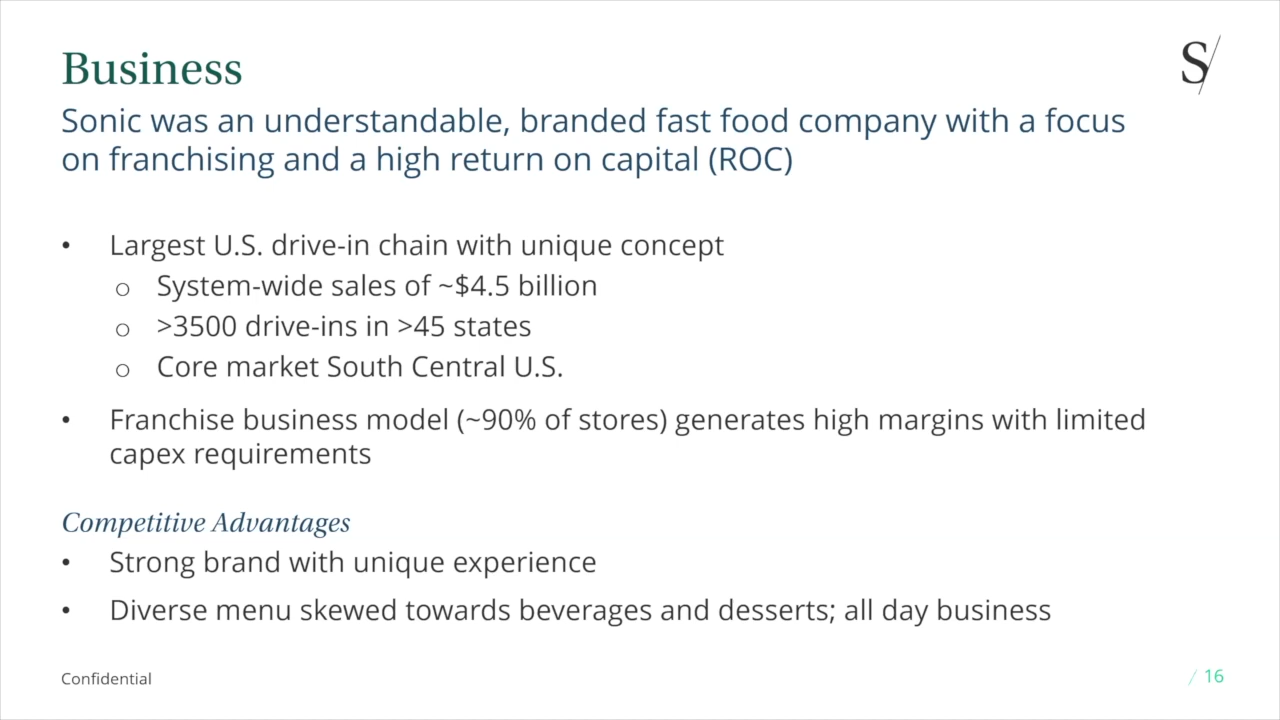 Business
S/
Sonic was an understandable, branded fast food company with a focus
on franchising and a high return on capital (ROC)
• Largest U.S. drive-in chain with unique concept
o System-wide sales of ~$4.5 billion
o >3500 drive-ins in >45 states
o Core market South Central U.S.
• Franchise business model (~90% of stores) generates high margins with limited
capex requirements
Competitive Advantages
• Strong brand with unique experience
• Diverse menu skewed towards beverages and desserts; all day business
Confidential
/ 16